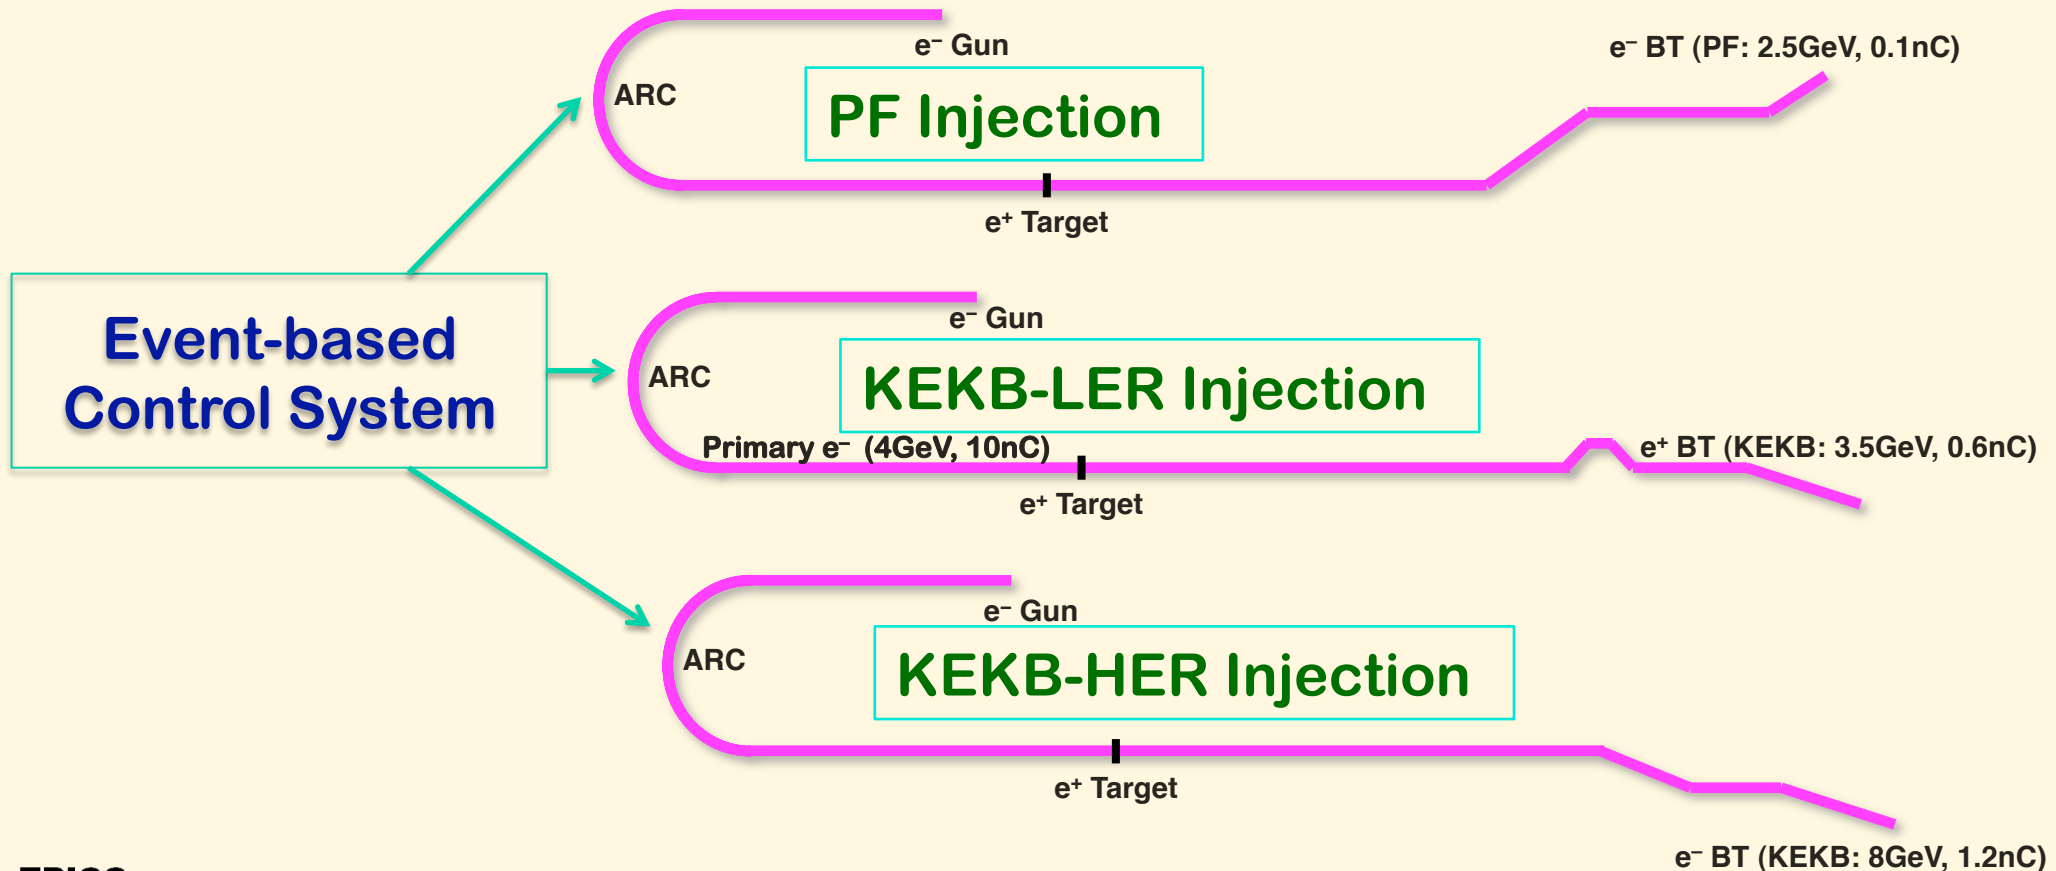 e⁻ Gun
e⁻ BT (PF: 2.5GeV, 0.1nC)
ARC
PF Injection
e⁺ Target
Event-based
Control System
e⁻ Gun
ARC
KEKB-LER Injection
Primary e⁻ (4GeV, 10nC)
e⁺ BT (KEKB: 3.5GeV, 0.6nC)
e⁺ Target
e⁻ Gun
ARC
KEKB-HER Injection
e⁺ Target
e⁻ BT (KEKB: 8GeV, 1.2nC)